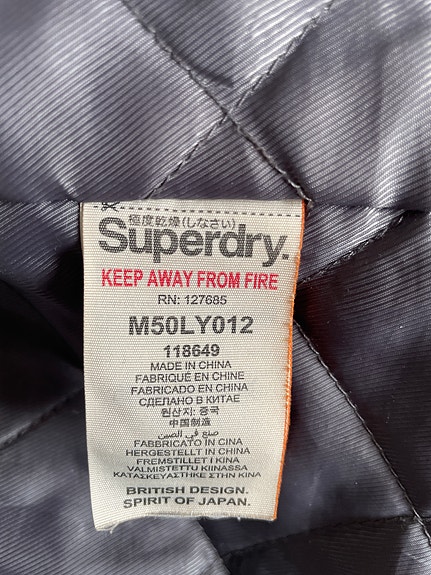 極度乾燥(しなさい)
Superdry.
KEEP AWAY FROM FIRE
RN: 127685
M50LY012
118649
MADE IN CHINA
FABRIQUÉ EN CHINE
FABRICADO EN CHINA
СДЕЛАНО В КИТАЕ
원산지: 중국
中国制造
صنع في الصين
FABBRICATO IN CINA
HERGESTELLT IN CHINA
FREMSTILLET I KINA
VALMISTETTU KIINASSA
ΚΑΤΑΣΚΕΥΑΣΤΗΚΕ ΣΤΗΝ ΚΙΝΑ
BRITISH DESIGN.
SPIRIT OF JAPAN.